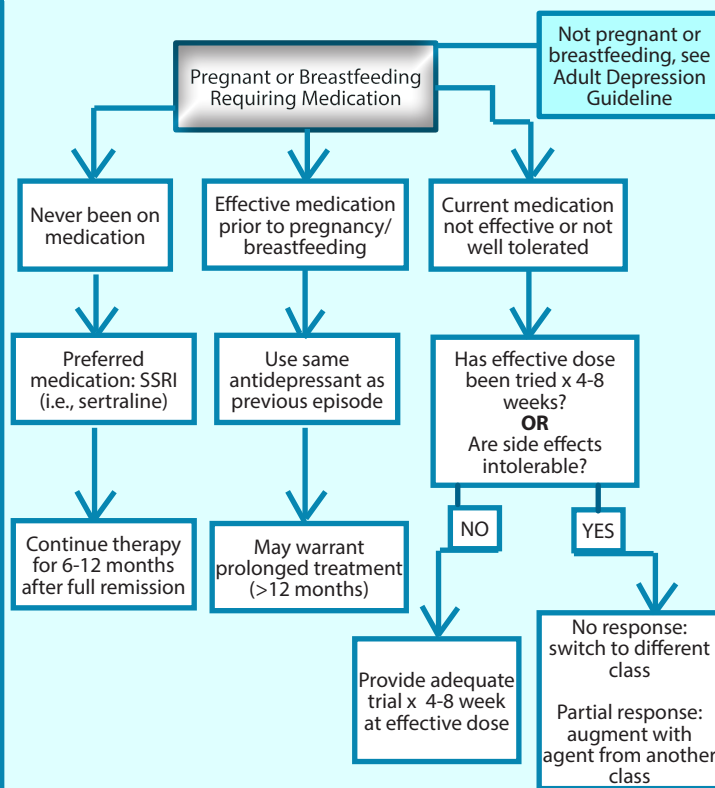 Not pregnant or
breastfeeding, see
Adult Depression
Guideline
Pregnant or Breastfeeding
Requiring Medication
Never been on
medication
Effective medication
prior to pregnancy/
breastfeeding
Current medication
not effective or not
well tolerated
Preferred
medication: SSRI
(i.e., sertraline)
Use same
antidepressant as
previous episode
Has effective dose
been tried x 4-8
weeks?
OR
Are side effects
intolerable?
NO
YES
Continue therapy
for 6-12 months
after full remission
May warrant
prolonged treatment
(>12 months)
Provide adequate
trial x 4-8 week
at effective dose
No response:
switch to different
class
Partial response:
augment with
agent from another
class